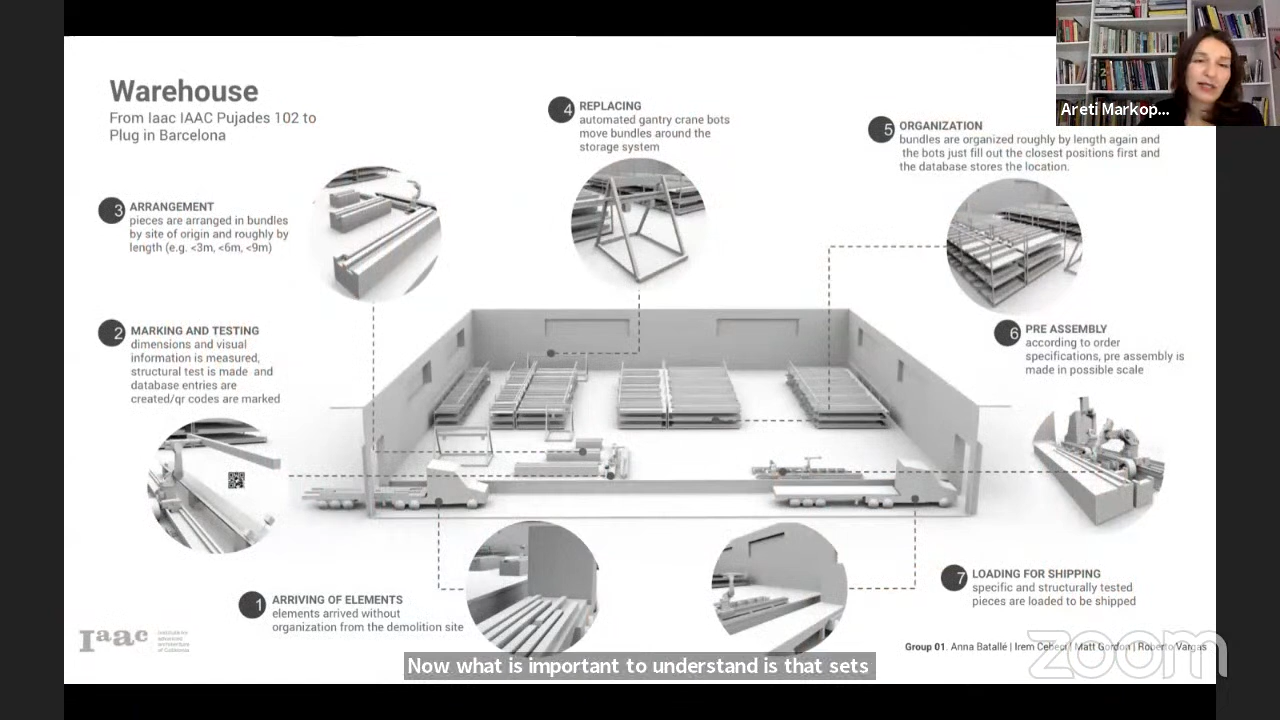 Warehouse
From Iaac IAAC Pujades 102 to
Plug in Barcelona
Areti Markop...
4
REPLACING
automated gantry crane bots
move bundles around the
storage system
5
ORGANIZATION
bundles are organized roughly by length again and
the bots just fill out the closest positions first and
the database stores the location.
3
ARRANGEMENT
pieces are arranged in bundles
by site of origin and roughly by
length (e.g. <3m, <6m, <9m)
2
MARKING AND TESTING
dimensions and visual
information is measured,
structural test is made and
database entries are
created/qr codes are marked
6
PRE ASSEMBLY
according to order
specifications, pre assembly is
made in possible scale
1
ARRIVING OF ELEMENTS
elements arrived without
organization from the demolition site
7
LOADING FOR SHIPPING
specific and structurally tested
pieces are loaded to be shipped
Iaac
Institute for
advanced
architecture
of Catalonia
Group 01. Anna Batallé | Irem Cebeci | Matt Gordon | Roberto Vargas
zoom
Now what is important to understand is that sets